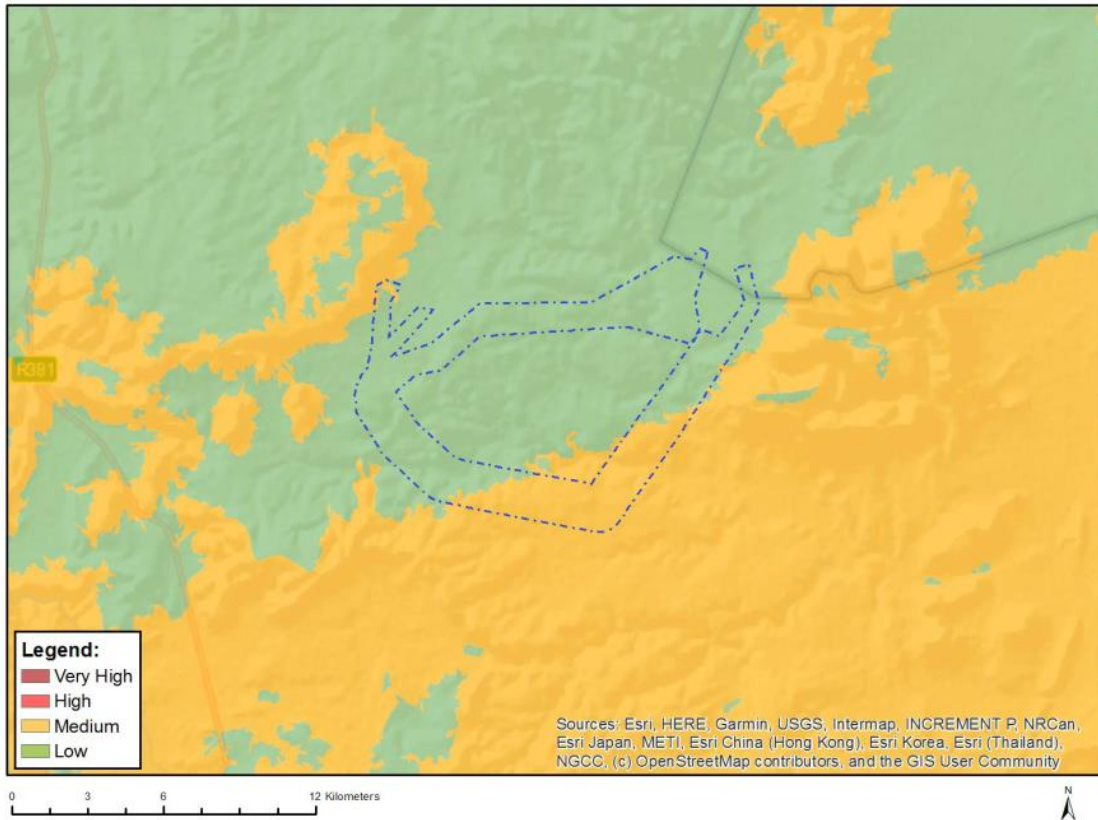 R381
Legend:
Very High
High
Medium
Low
Sources: Esri, HERE, Garmin, USGS, Intermap, INCREMENT P, NRCan,
Esri Japan, METI, Esri China (Hong Kong), Esri Korea, Esri (Thailand),
NGCC, (c) OpenStreetMap contributors, and the GIS User Community
0 3 6 12 Kilometers
N